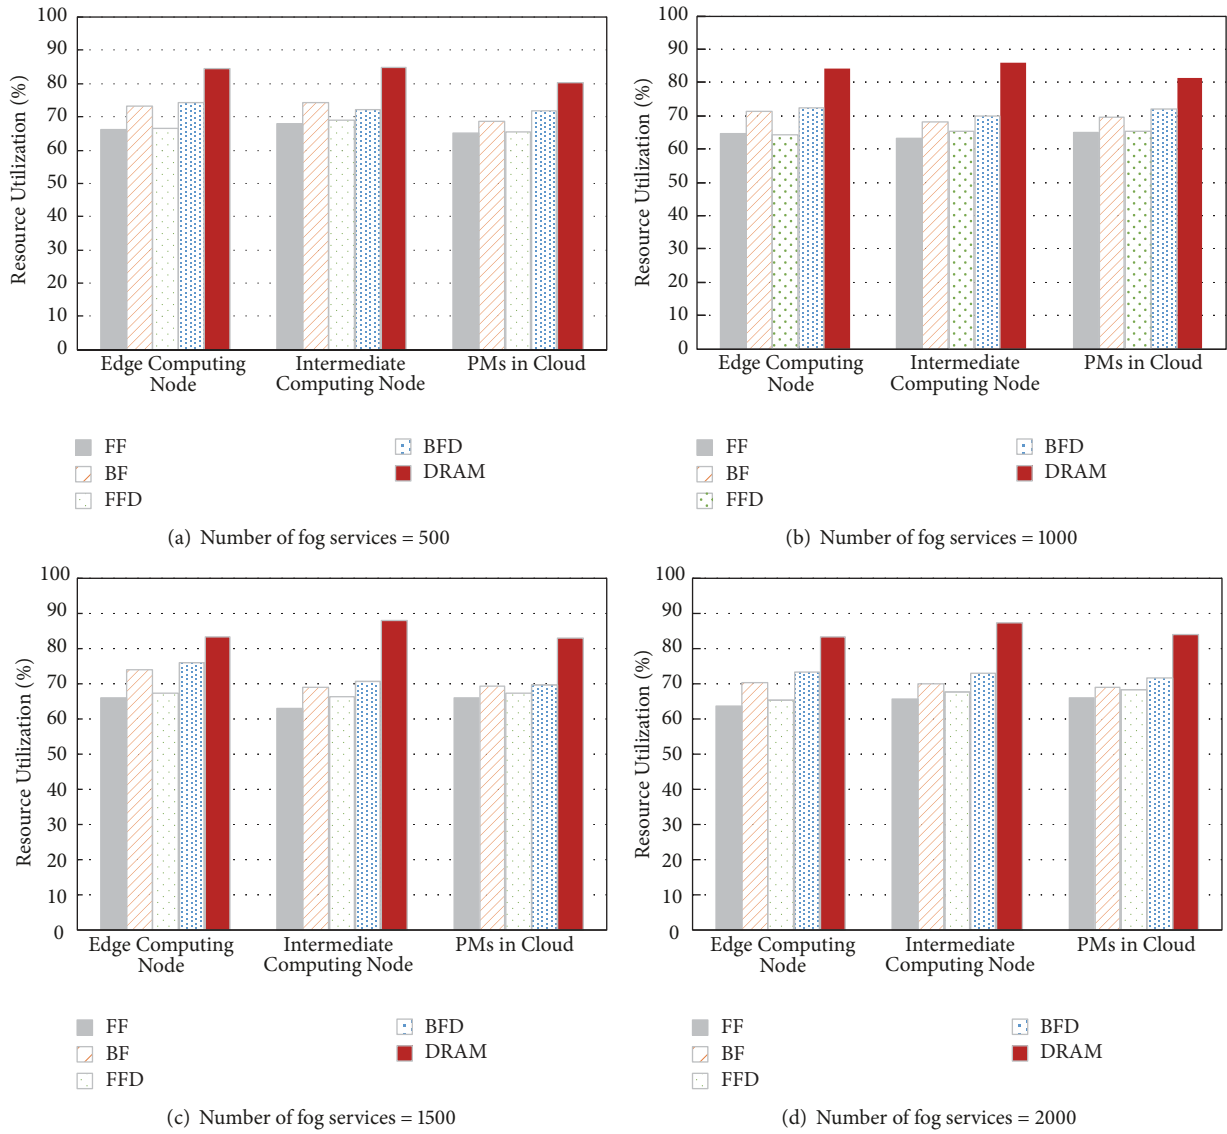 100
90
80
70
60
50
40
30
20
10
0
Resource Utilization (%)
Edge Computing
Node
Intermediate
Computing Node
PMs in Cloud
FF
BF
FFD
BFD
DRAM
(a) Number of fog services = 500
100
90
80
70
60
50
40
30
20
10
0
Resource Utilization (%)
Edge Computing
Node
Intermediate
Computing Node
PMs in Cloud
FF
BF
FFD
BFD
DRAM
(b) Number of fog services = 1000
100
90
80
70
60
50
40
30
20
10
0
Resource Utilization (%)
Edge Computing
Node
Intermediate
Computing Node
PMs in Cloud
FF
BF
FFD
BFD
DRAM
(c) Number of fog services = 1500
100
90
80
70
60
50
40
30
20
10
0
Resource Utilization (%)
Edge Computing
Node
Intermediate
Computing Node
PMs in Cloud
FF
BF
FFD
BFD
DRAM
(d) Number of fog services = 2000